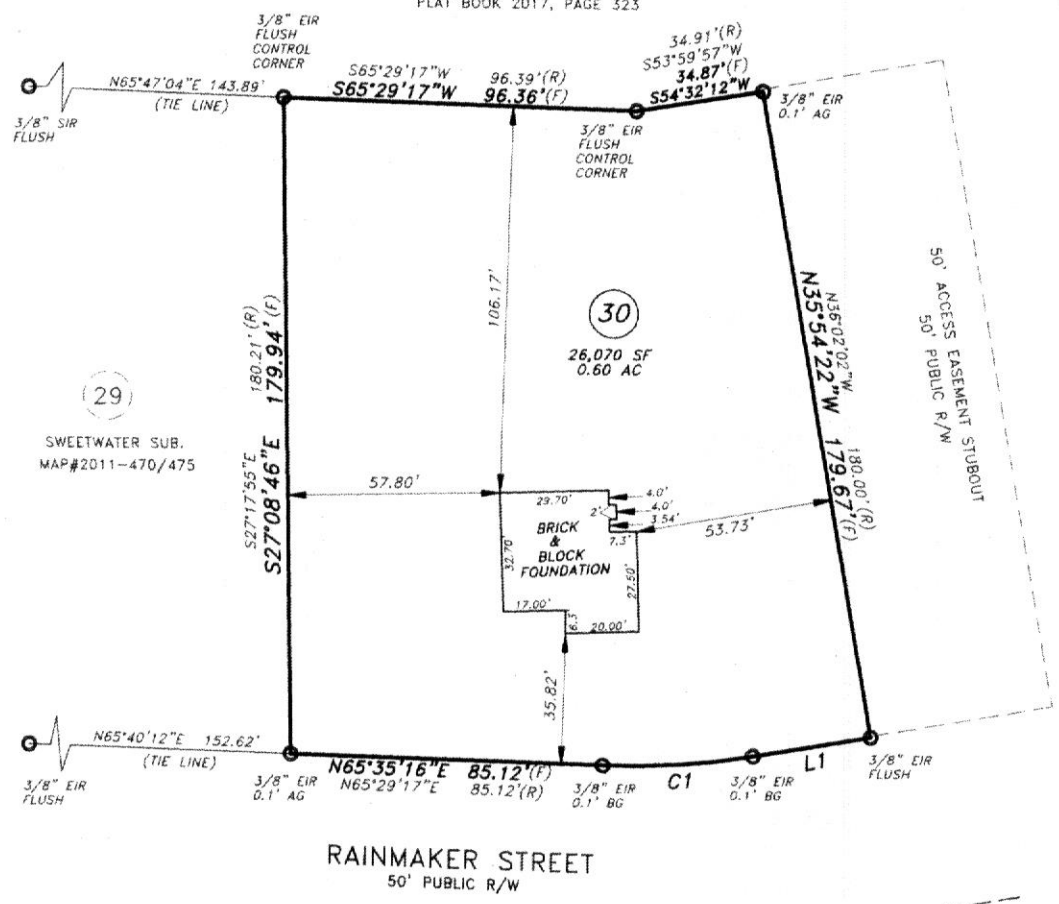 PLAT BOOK 2017, PAGE 323
3/8" EIR
FLUSH
CONTROL
CORNER
34.91'(R)
S53°59'57"W
34.87'(F)
S54°32'12"W
S65°29'17"W 96.39'(R)
S65°29'17"W 96.36'(F)
N65°47'04"E 143.89'
(TIE LINE)
3/8" SIR
FLUSH
3/8" EIR
FLUSH
CONTROL
CORNER
3/8" EIR
0.1' AG
106.17'
30
26,070 SF
0.60 AC
180.21'(R)
179.94'(F)
S27°17'55"E
S27°08'46"E
N36°02'02"W 180.00'(R)
N35°54'22"W 179.67'(F)
50' ACCESS EASEMENT STUBOUT
50' PUBLIC R/W
29
SWEETWATER SUB.
MAP#2011-470/475
57.80'
29.70'
4.0'
2'
4.0'
3.54'
7.3'
53.73'
BRICK
&
BLOCK
FOUNDATION
32.70'
27.50'
17.00'
6.3'
20.00'
35.82'
N65°40'12"E 152.62'
(TIE LINE)
3/8" EIR
FLUSH
3/8" EIR
0.1' AG
N65°35'16"E 85.12'(F)
N65°29'17"E 85.12'(R)
3/8" EIR
0.1' BG
C1
3/8" EIR
0.1' BG
L1
3/8" EIR
FLUSH
RAINMAKER STREET
50' PUBLIC R/W